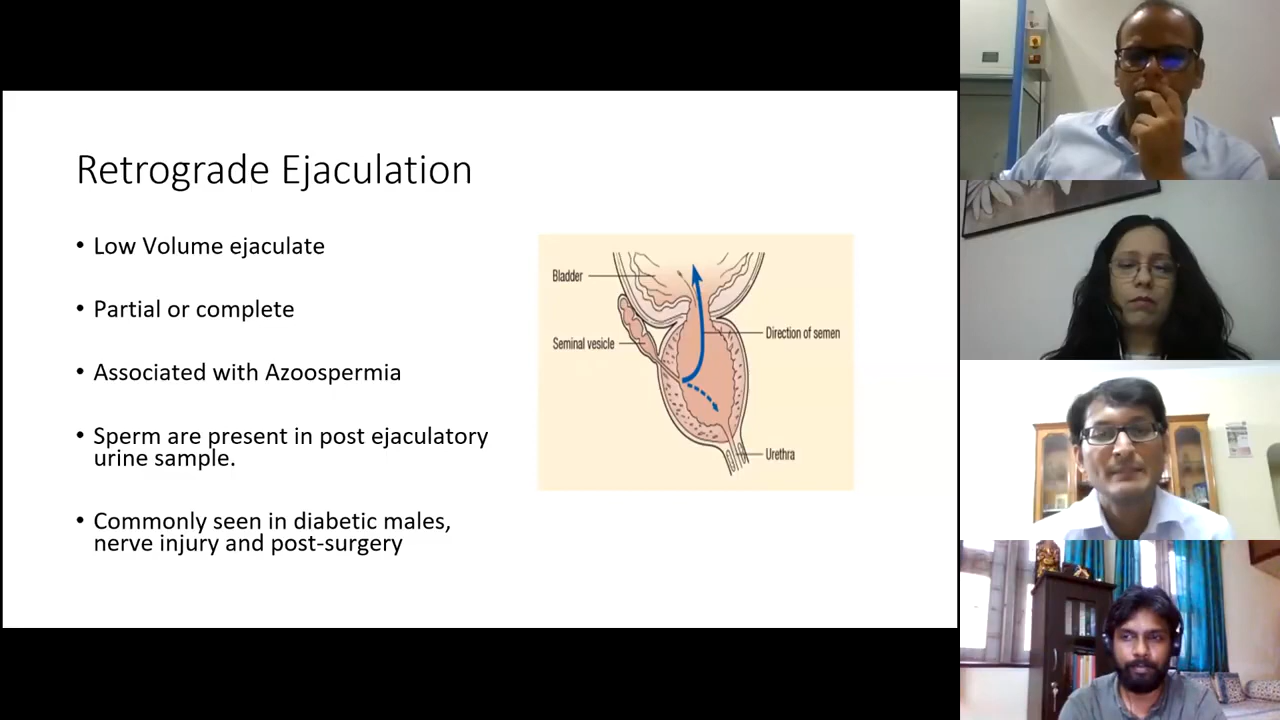 Retrograde Ejaculation
• Low Volume ejaculate
• Partial or complete
• Associated with Azoospermia
• Sperm are present in post ejaculatory
urine sample.
• Commonly seen in diabetic males,
nerve injury and post-surgery
Bladder
Seminal vesicle
Direction of semen
Urethra